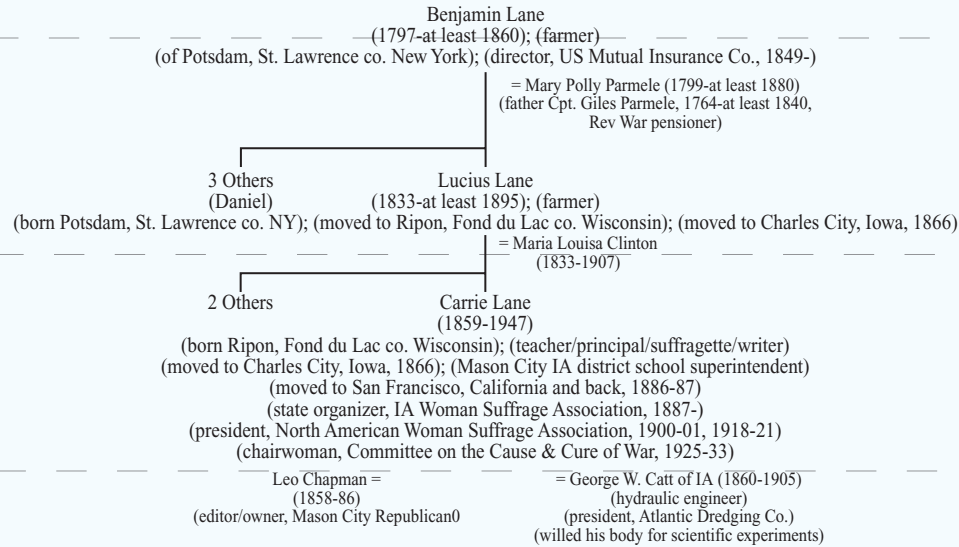 Benjamin Lane
(1797-at least 1860); (farmer)
(of Potsdam, St. Lawrence co. New York); (director, US Mutual Insurance Co., 1849-)
= Mary Polly Parmele (1799-at least 1880)
(father Cpt. Giles Parmele, 1764-at least 1840,
Rev War pensioner)
3 Others
(Daniel)
Lucius Lane
(1833-at least 1895); (farmer)
(born Potsdam, St. Lawrence co. NY); (moved to Ripon, Fond du Lac co. Wisconsin); (moved to Charles City, Iowa, 1866)
= Maria Louisa Clinton
(1833-1907)
2 Others
Carrie Lane
(1859-1947)
(born Ripon, Fond du Lac co. Wisconsin); (teacher/principal/suffragette/writer)
(moved to Charles City, Iowa, 1866); (Mason City IA district school superintendent)
(moved to San Francisco, California and back, 1886-87)
(state organizer, IA Woman Suffrage Association, 1887-)
(president, North American Woman Suffrage Association, 1900-01, 1918-21)
(chairwoman, Committee on the Cause & Cure of War, 1925-33)
Leo Chapman =
(1858-86)
(editor/owner, Mason City Republican0
= George W. Catt of IA (1860-1905)
(hydraulic engineer)
(president, Atlantic Dredging Co.)
(willed his body for scientific experiments)